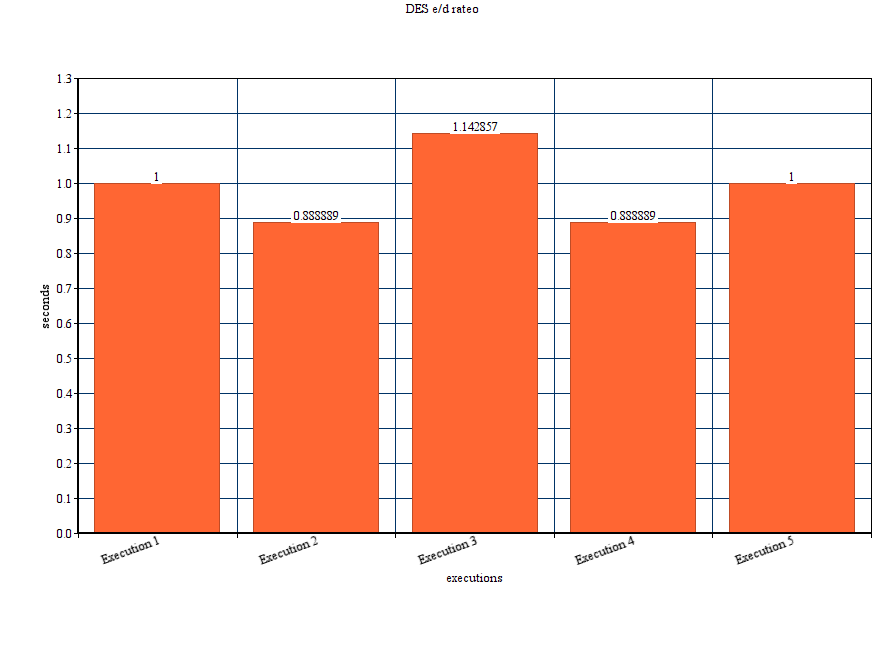 DES e/d rateo
1.3
1.2
1.1
1.0
0.9
0.8
0.7
0.6
0.5
0.4
0.3
0.2
0.1
0.0
seconds
1
0.888889
1.142857
0.888889
1
Execution 1
Execution 2
Execution 3
Execution 4
Execution 5
executions